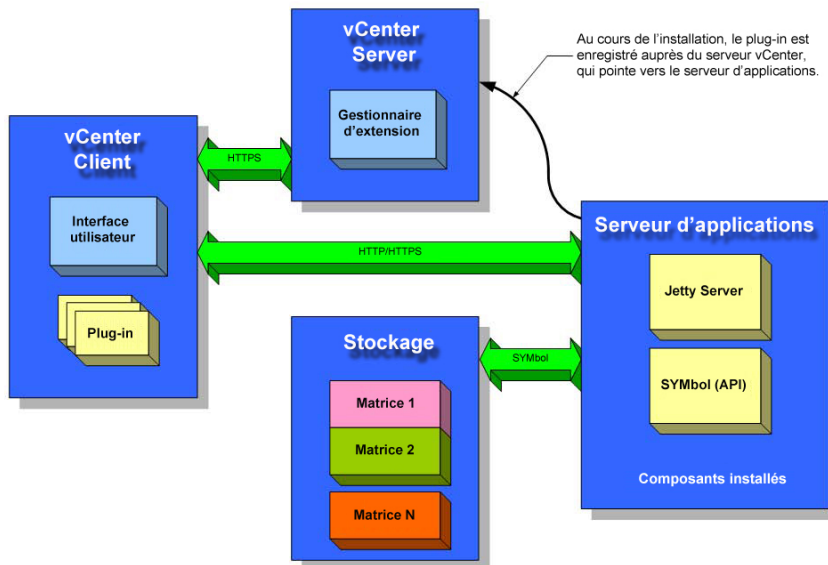 vCenter
Server
Gestionnaire
d'extension
Au cours de l'installation, le plug-in est
enregistré auprès du serveur vCenter,
qui pointe vers le serveur d'applications.
vCenter
Client
Interface
utilisateur
Plug-in
HTTPS
HTTP/HTTPS
Serveur d'applications
Jetty Server
SYMbol (API)
Composants installés
Stockage
SYMbol
Matrice 1
Matrice 2
Matrice N